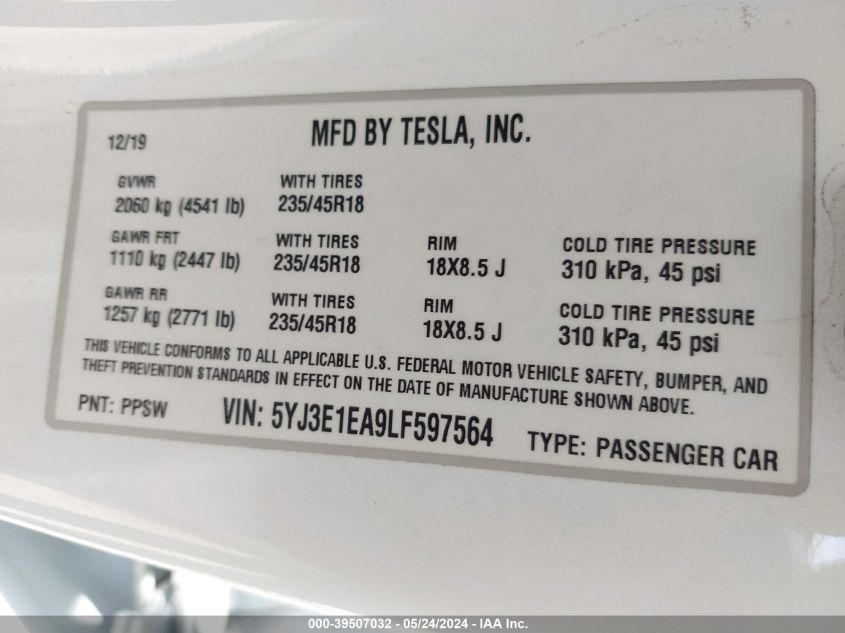 12/19 MFD BY TESLA, INC.
GVWR WITH TIRES
2060 kg (4541 lb) 235/45R18
GAWR FRT WITH TIRES RIM COLD TIRE PRESSURE
1110 kg (2447 lb) 235/45R18 18X8.5 J 310 kPa, 45 psi
GAWR RR WITH TIRES RIM COLD TIRE PRESSURE
1257 kg (2771 lb) 235/45R18 18X8.5 J 310 kPa, 45 psi
THIS VEHICLE CONFORMS TO ALL APPLICABLE U.S. FEDERAL MOTOR VEHICLE SAFETY, BUMPER, AND
THEFT PREVENTION STANDARDS IN EFFECT ON THE DATE OF MANUFACTURE SHOWN ABOVE.
PNT: PPSW VIN: 5YJ3E1EA9LF597564 TYPE: PASSENGER CAR
000-39507032 - 05/24/2024 - IAA Inc.